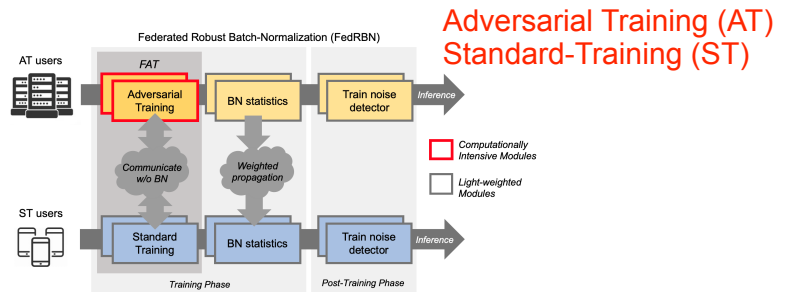 Federated Robust Batch-Normalization (FedRBN)
Adversarial Training (AT)
Standard-Training (ST)
AT users
FAT
Adversarial
Training
BN statistics
Train noise
detector
Inference
Communicate
w/o BN
Weighted
propagation
Computationally
Intensive Modules
Light-weighted
Modules
ST users
Standard
Training
BN statistics
Train noise
detector
Inference
Training Phase
Post-Training Phase